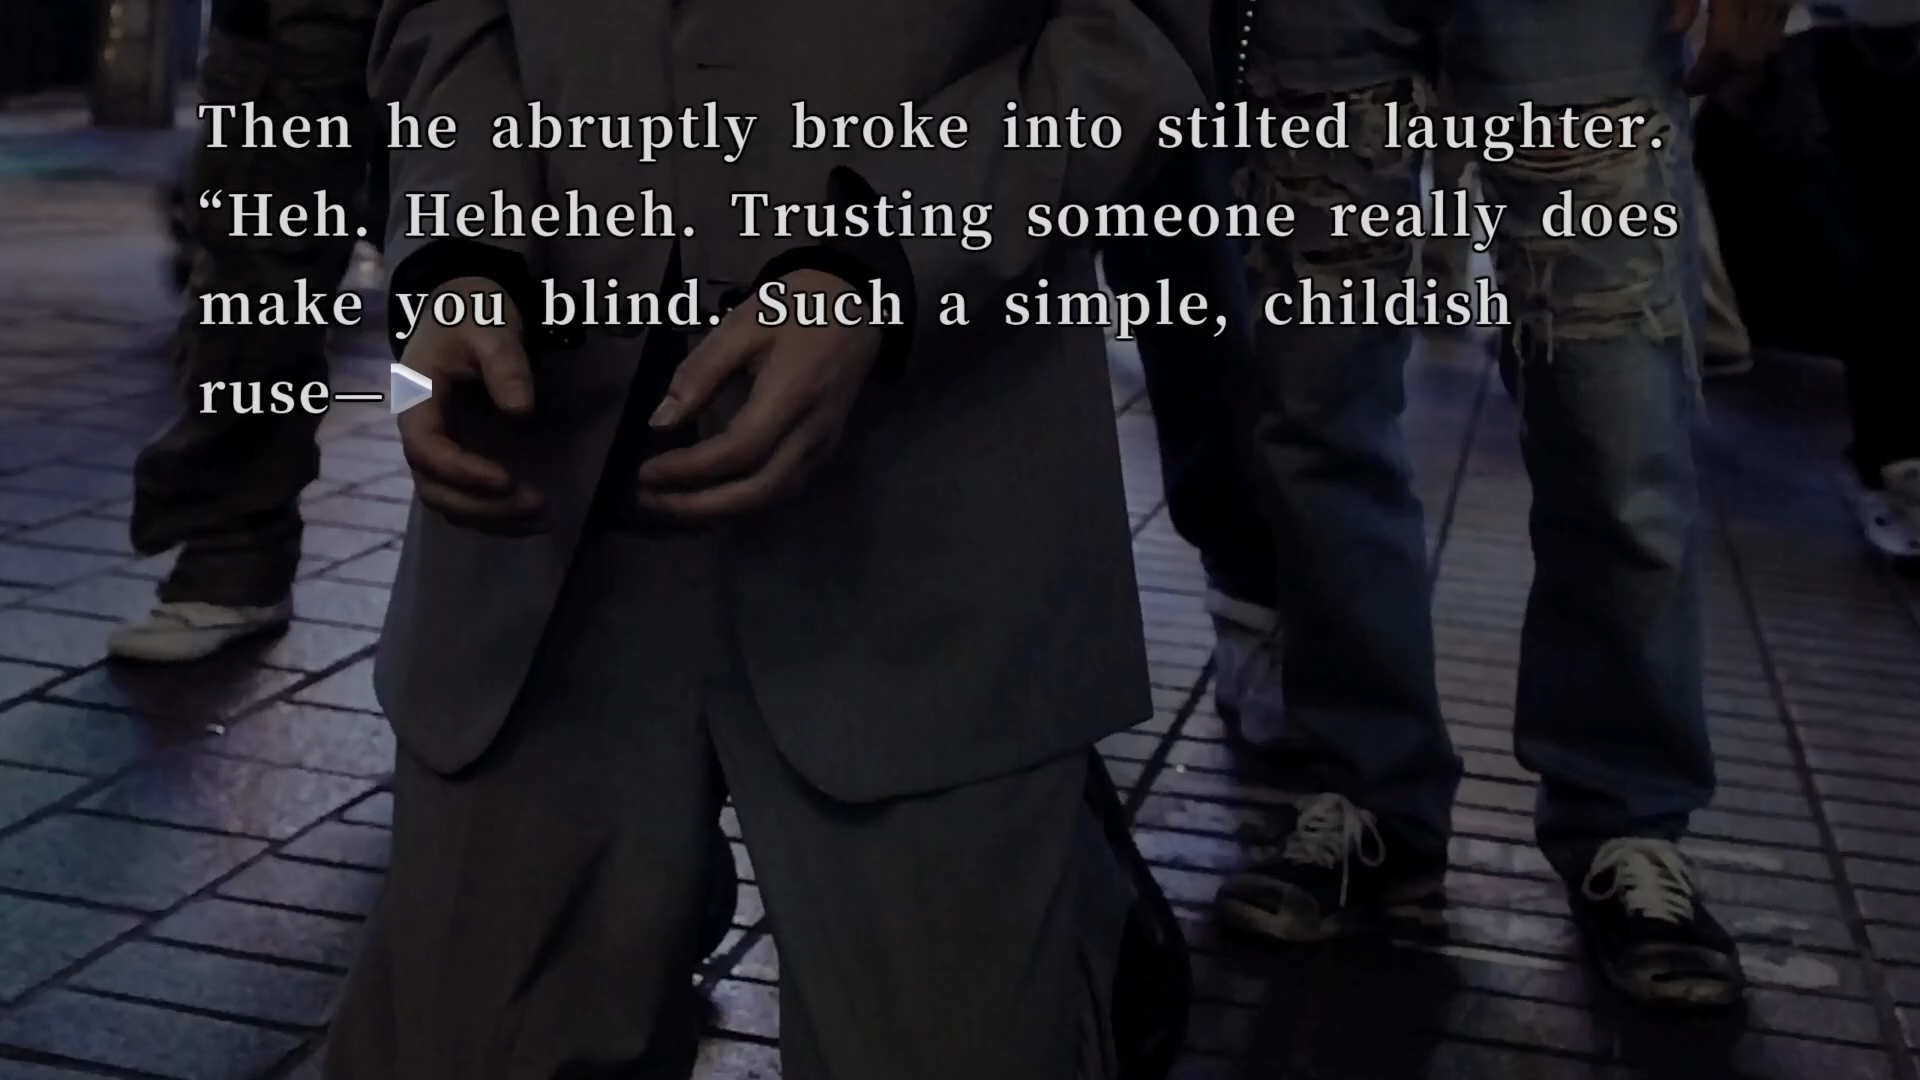 Then he abruptly broke into stilted laughter.
“Heh. Heheheh. Trusting someone really does
make you blind. Such a simple, childish
ruse—